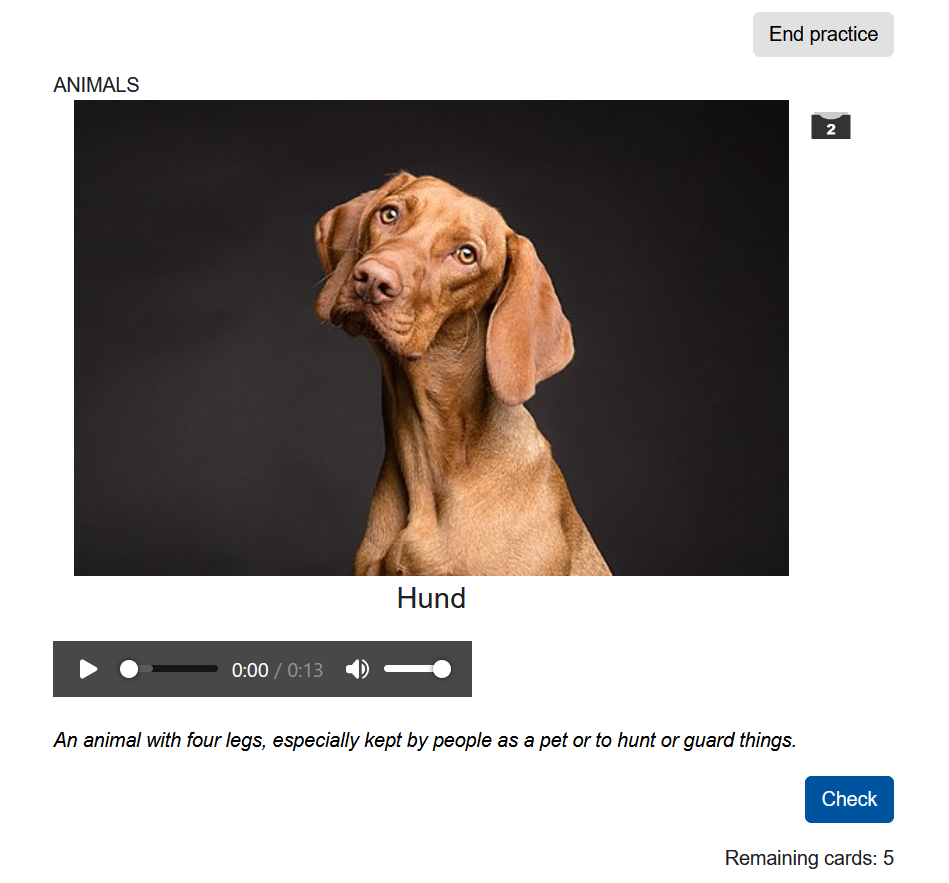 End practice
ANIMALS
2
Hund
0:00 / 0:13
An animal with four legs, especially kept by people as a pet or to hunt or guard things.
Check
Remaining cards: 5